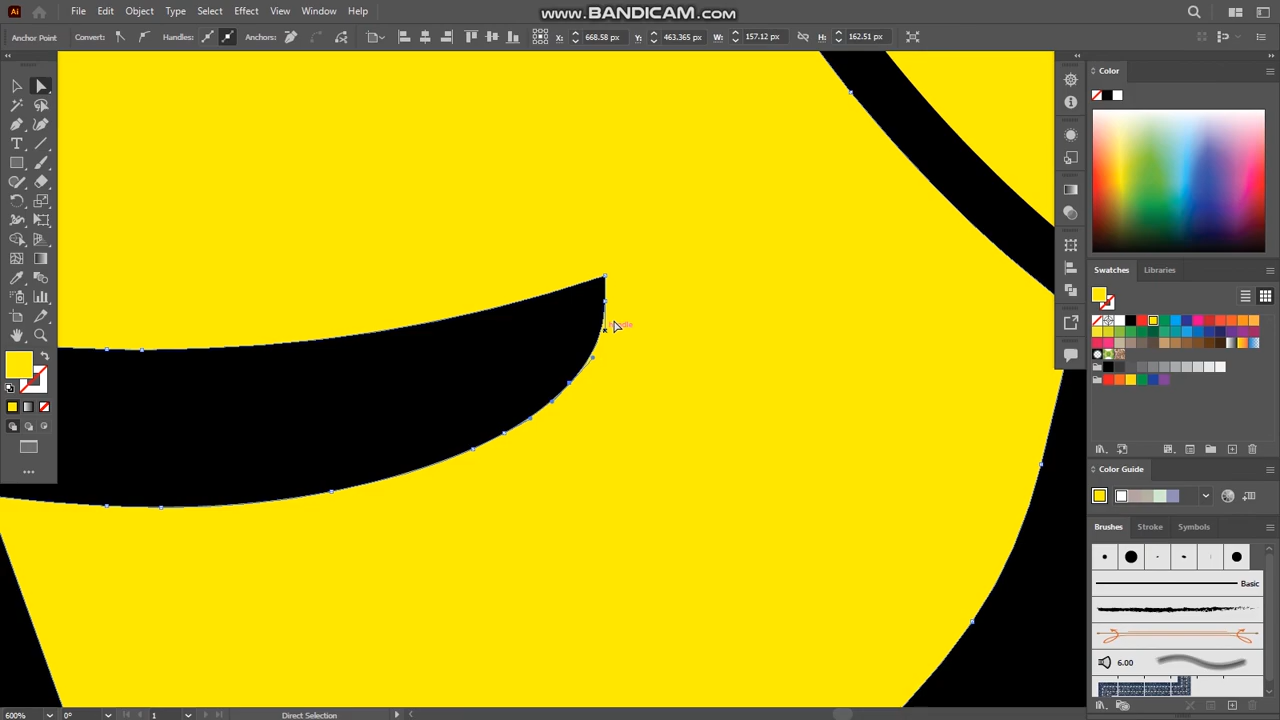 Ai File Edit Object Type Select Effect View Window Help
www.BANDICAM.com
Anchor Point Convert: Handles: Anchors: X: 668.58 px Y: 463.365 px W: 157.12 px H: 162.51 px
Color
Swatches Libraries
Color Guide
Brushes Stroke Symbols
Basic
6.00
600% 0° 1 Direct Selection